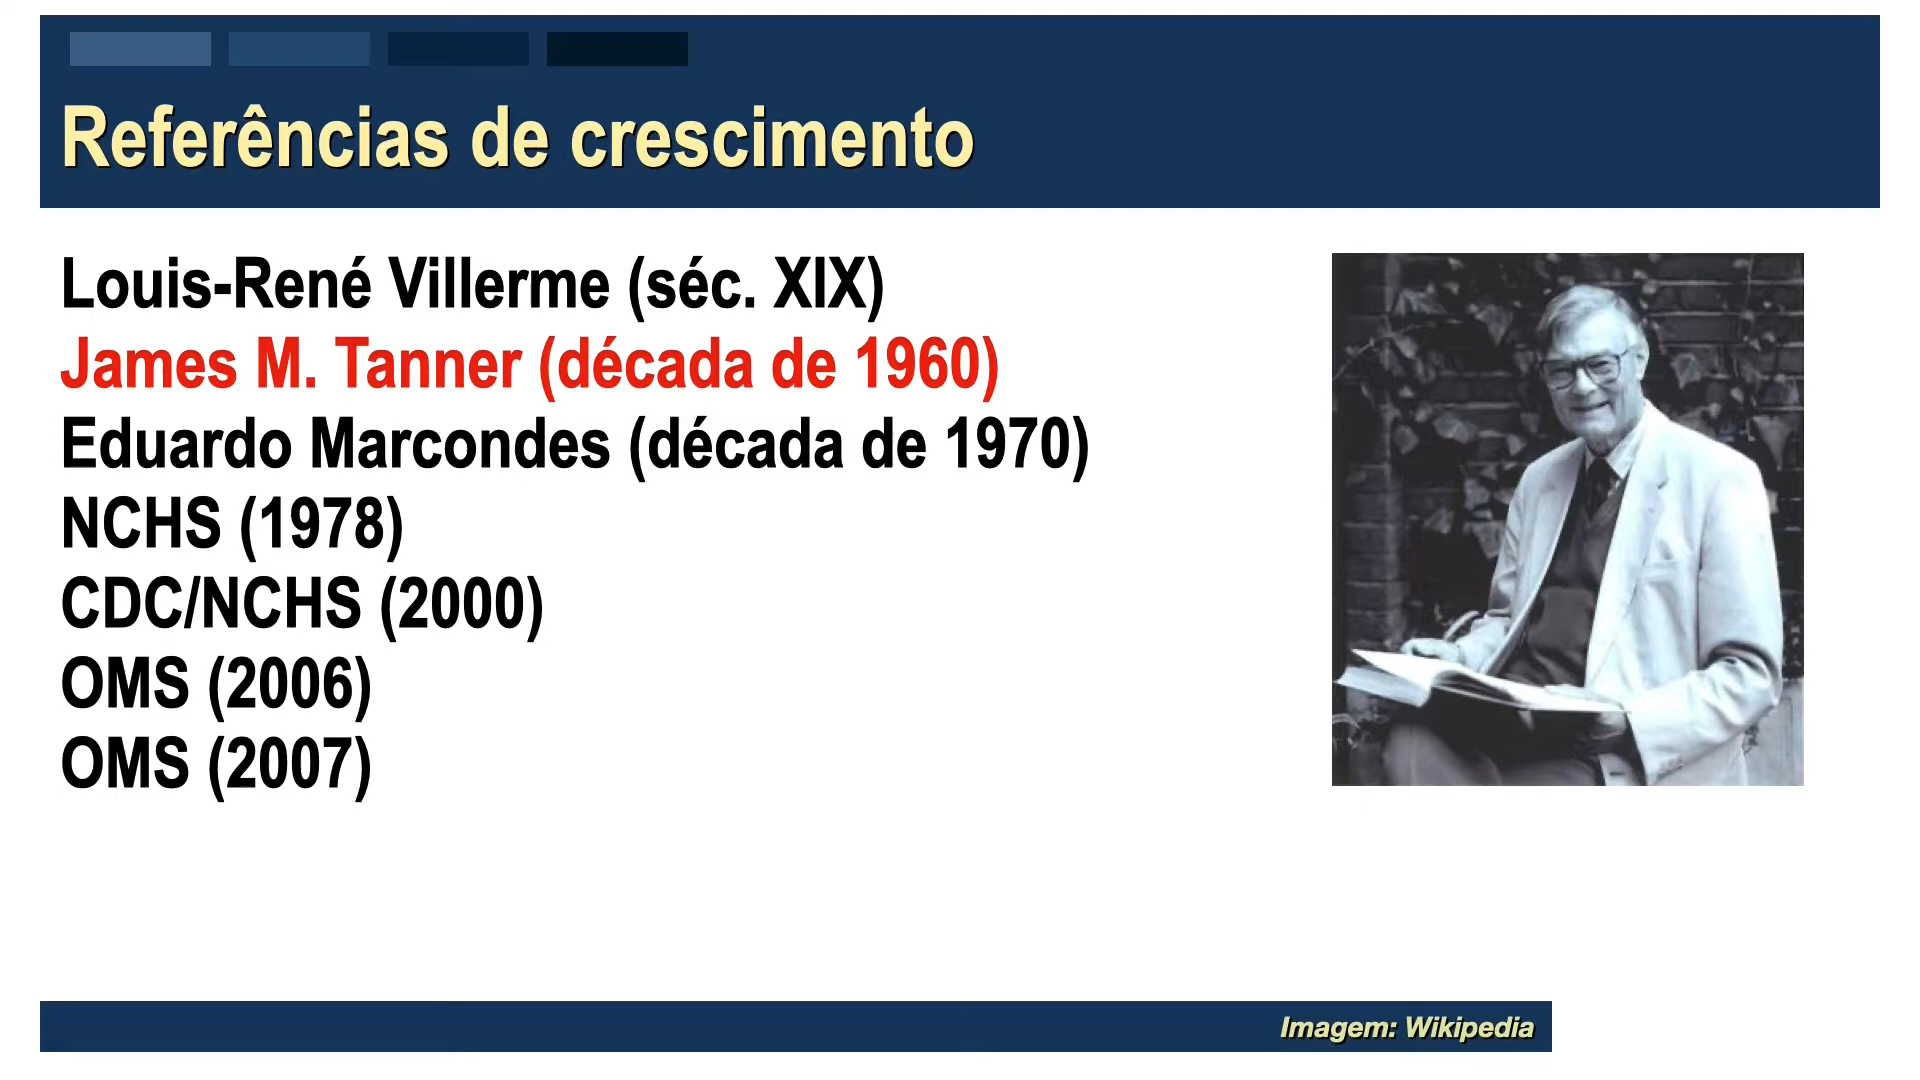 Referências de crescimento
Louis-René Villerme (séc. XIX)
James M. Tanner (década de 1960)
Eduardo Marcondes (década de 1970)
NCHS (1978)
CDC/NCHS (2000)
OMS (2006)
OMS (2007)
Imagem: Wikipedia